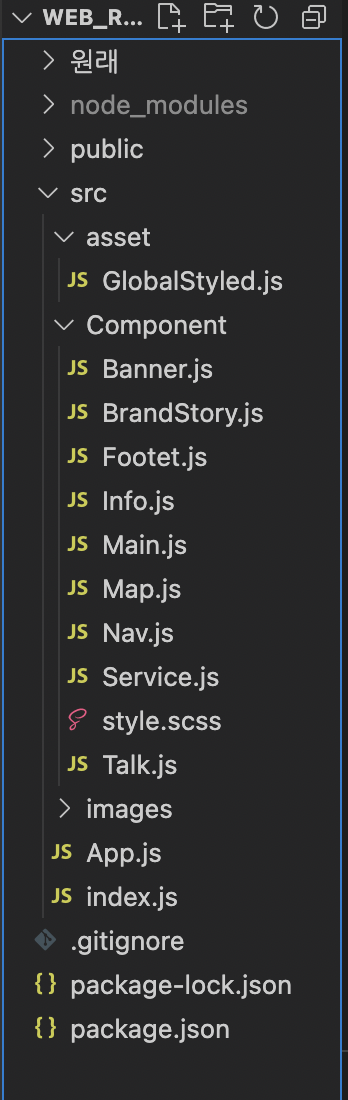 WEB_R...
원래
node_modules
public
src
asset
JS GlobalStyled.js
Component
JS Banner.js
JS BrandStory.js
JS Footet.js
JS Info.js
JS Main.js
JS Map.js
JS Nav.js
JS Service.js
style.scss
JS Talk.js
images
JS App.js
JS index.js
.gitignore
{} package-lock.json
{} package.json